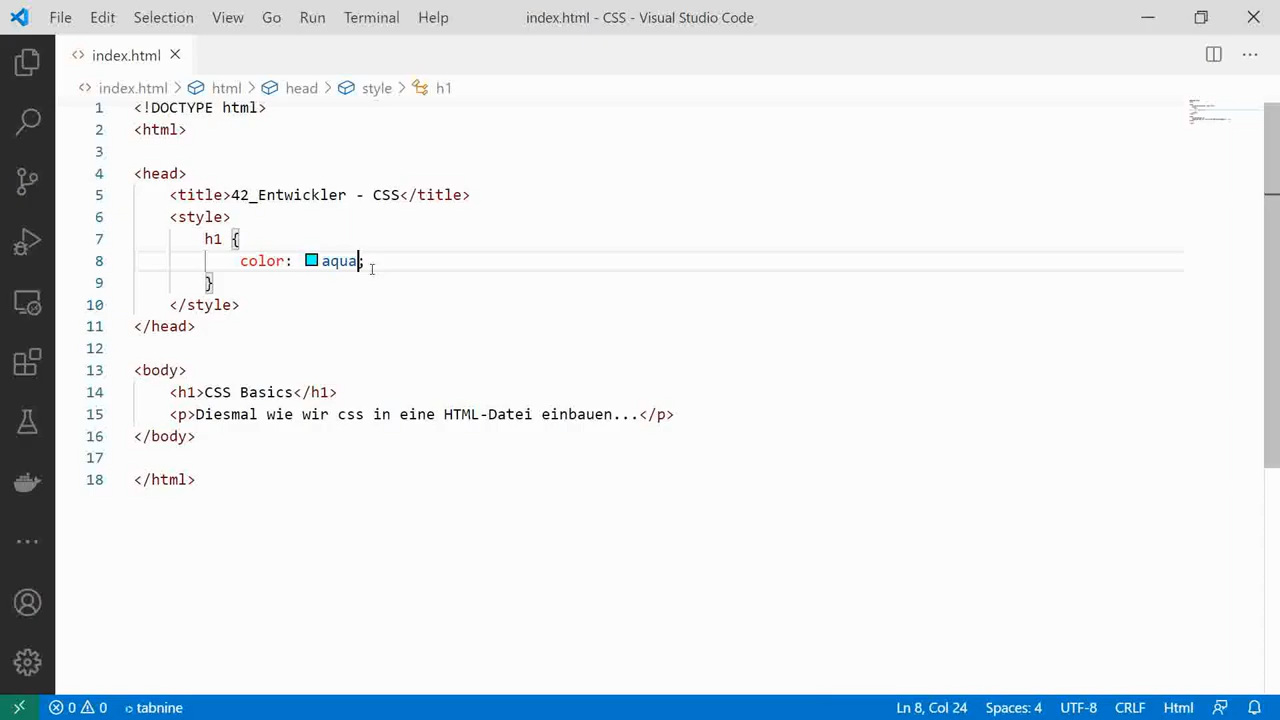 File Edit Selection View Go Run Terminal Help index.html - CSS - Visual Studio Code
index.html
index.html > html > head > style > h1
1 <!DOCTYPE html>
2 <html>
3
4 <head>
5 <title>42_Entwickler - CSS</title>
6 <style>
7 h1 {
8 color: aqua;
9 }
10 </style>
11 </head>
12
13 <body>
14 <h1>CSS Basics</h1>
15 <p>Diesmal wie wir css in eine HTML-Datei einbauen...</p>
16 </body>
17
18 </html>
0 0 tabnine Ln 8, Col 24 Spaces: 4 UTF-8 CRLF Html